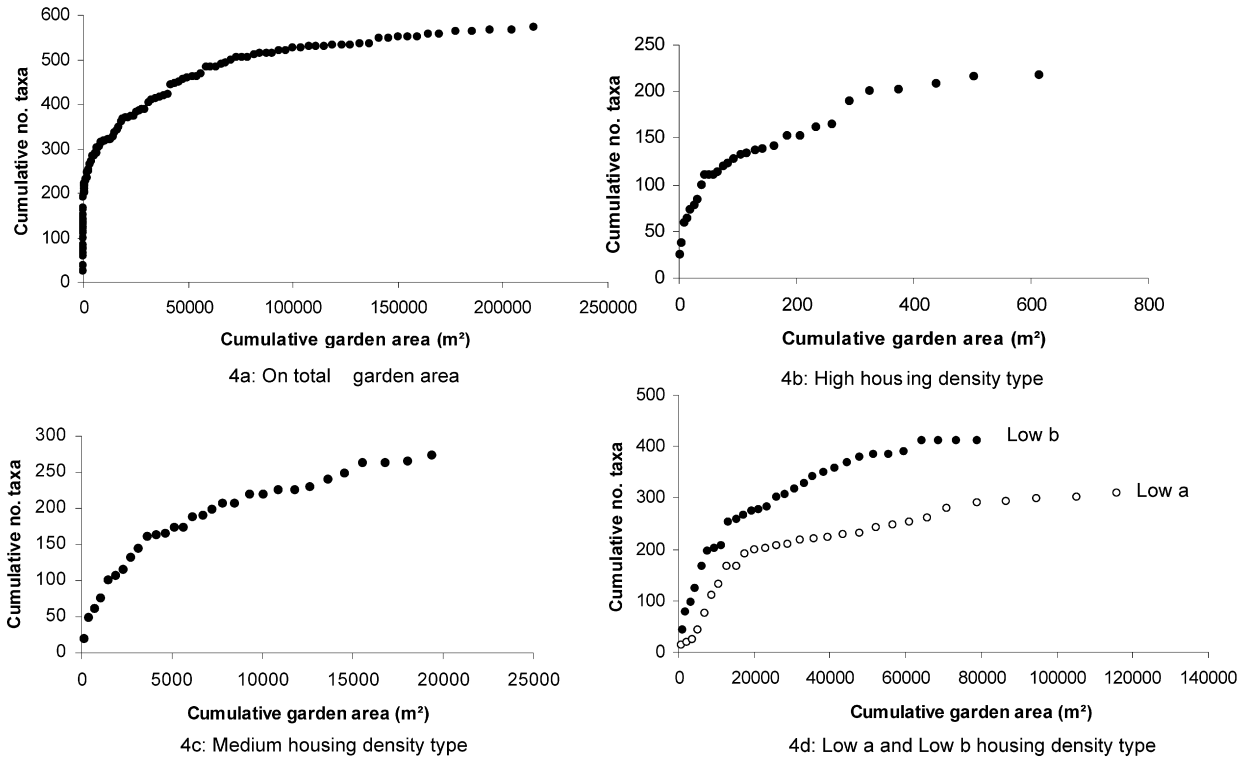 600
500
400
300
200
100
0
Cumulative no. taxa
0 50000 100000 150000 200000 250000
Cumulative garden area (m²)
4a: On total garden area
250
200
150
100
50
0
Cumulative no. taxa
0 200 400 600 800
Cumulative garden area (m²)
4b: High housing density type
300
250
200
150
100
50
0
Cumulative no. taxa
0 5000 10000 15000 20000 25000
Cumulative garden area (m²)
4c: Medium housing density type
500
400
300
200
100
0
Cumulative no. taxa
Low b
Low a
0 20000 40000 60000 80000 100000 120000 140000
Cumulative garden area (m²)
4d: Low a and Low b housing density type